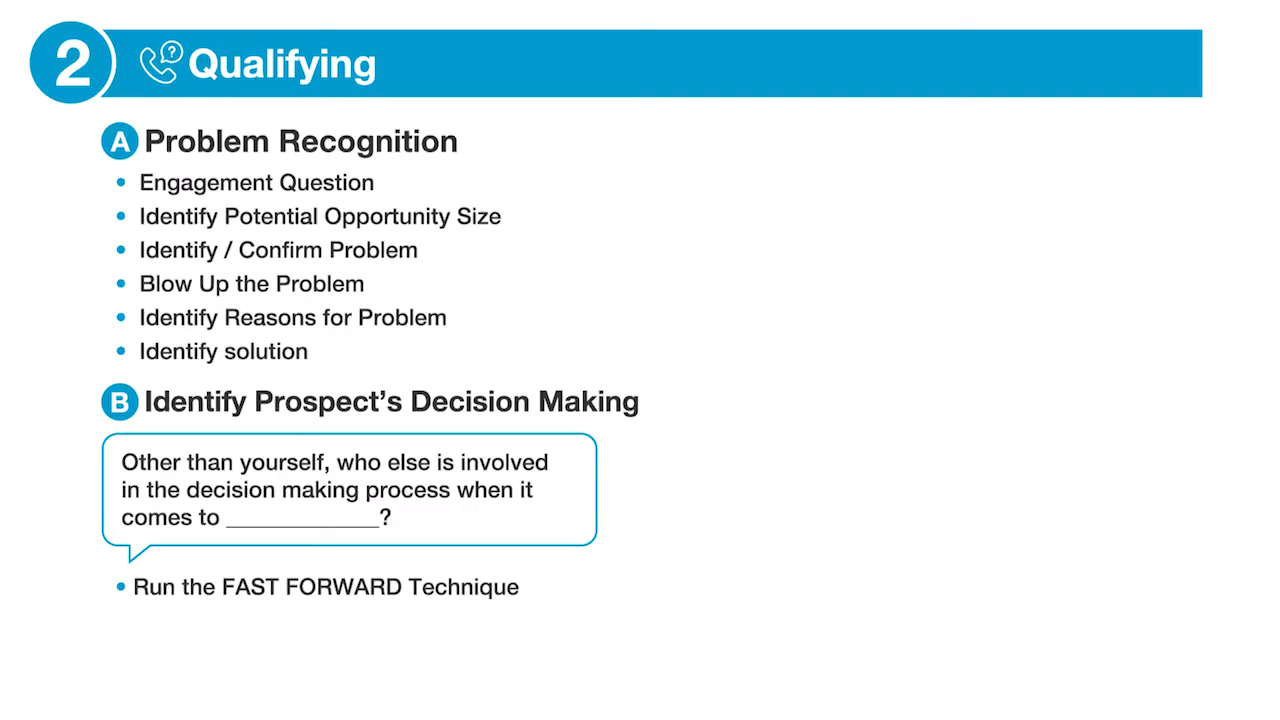 2
?
Qualifying
A Problem Recognition
• Engagement Question
• Identify Potential Opportunity Size
• Identify / Confirm Problem
• Blow Up the Problem
• Identify Reasons for Problem
• Identify solution
B Identify Prospect’s Decision Making
Other than yourself, who else is involved
in the decision making process when it
comes to ____________?
• Run the FAST FORWARD Technique